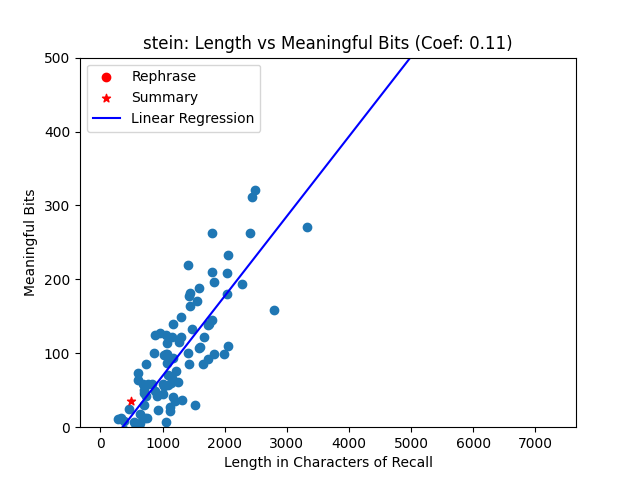 stein: Length vs Meaningful Bits (Coef: 0.11)
Rephrase
Summary
Linear Regression
500
400
300
200
100
0
Meaningful Bits
0 1000 2000 3000 4000 5000 6000 7000
Length in Characters of Recall